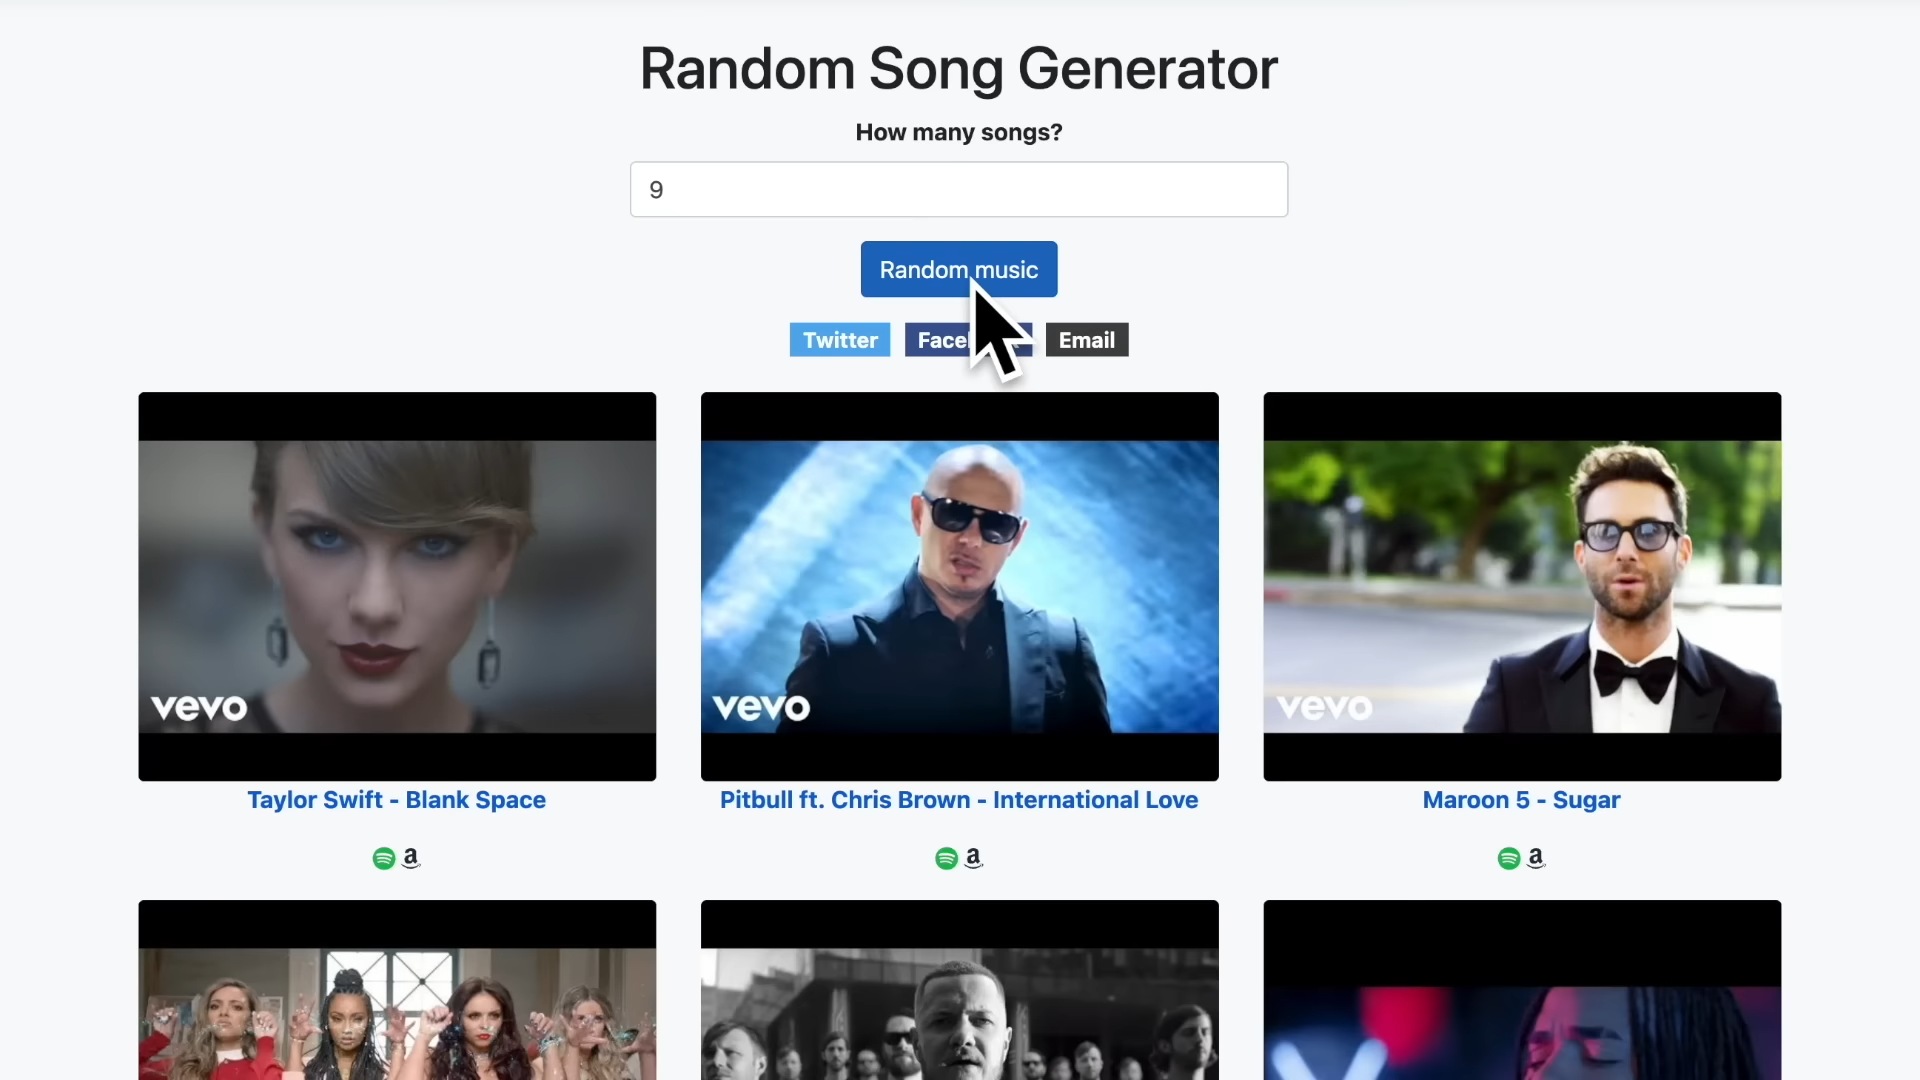 Random Song Generator
How many songs?
9
Random music
Twitter
Email
vevo
vevo
vevo
Taylor Swift - Blank Space
Pitbull ft. Chris Brown - International Love
Maroon 5 - Sugar